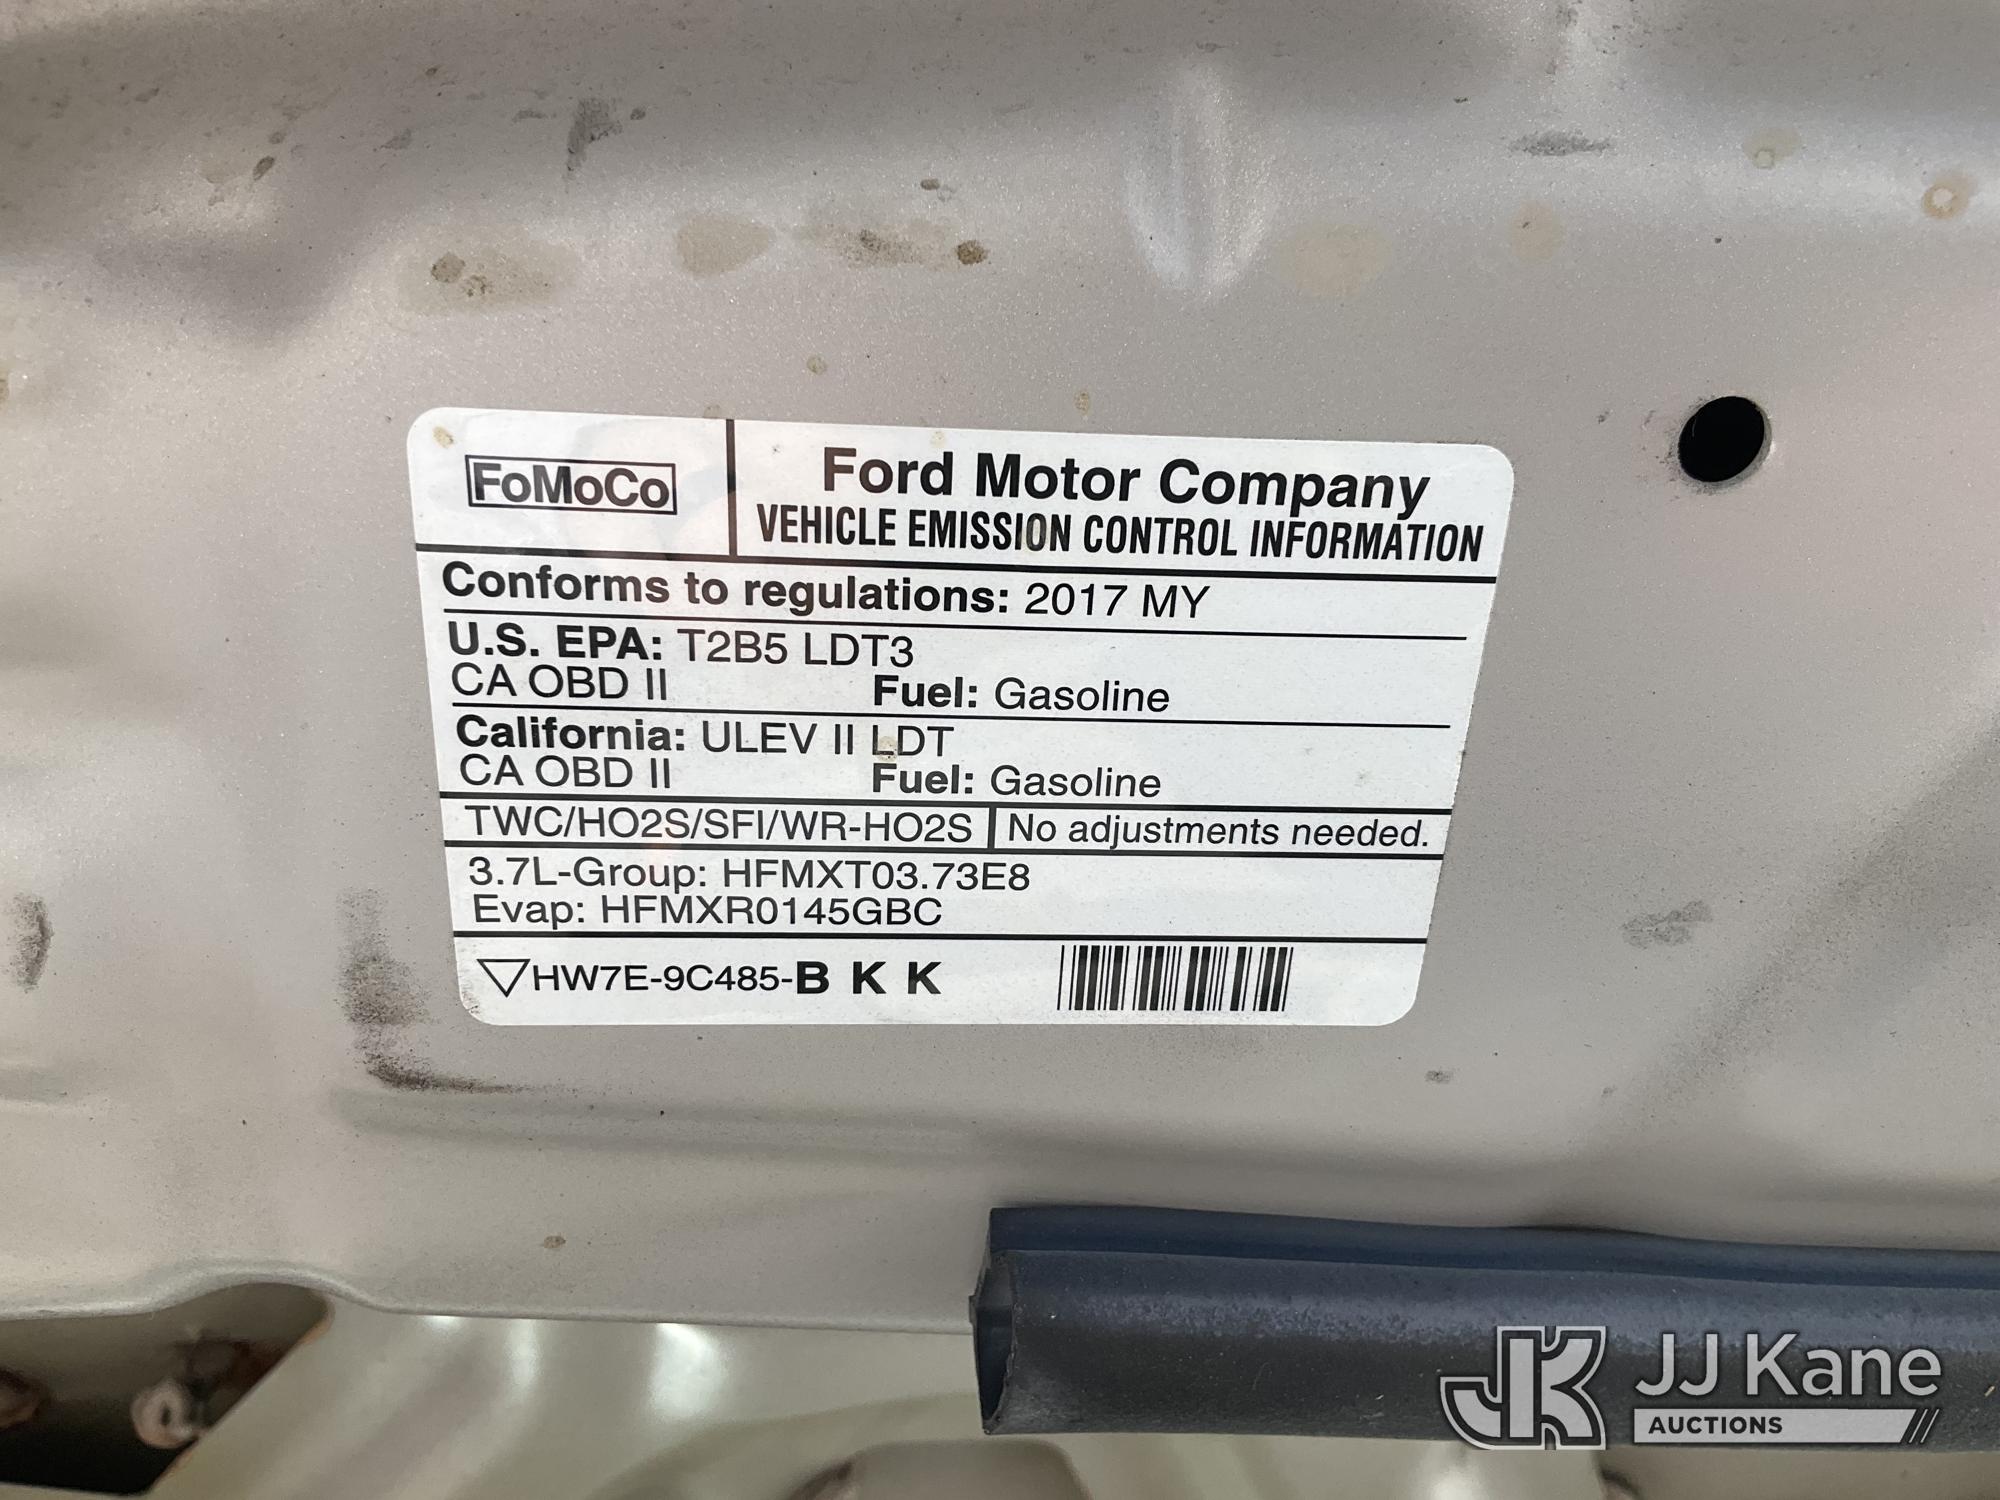 FoMoCo
Ford Motor Company
VEHICLE EMISSION CONTROL INFORMATION
Conforms to regulations: 2017 MY
U.S. EPA: T2B5 LDT3
CA OBD II Fuel: Gasoline
California: ULEV II LDT
CA OBD II Fuel: Gasoline
TWC/HO2S/SFI/WR-HO2S No adjustments needed.
3.7L-Group: HFMXT03.73E8
Evap: HFMXR0145GBC
HW7E-9C485-B K K
JK JJ Kane
AUCTIONS